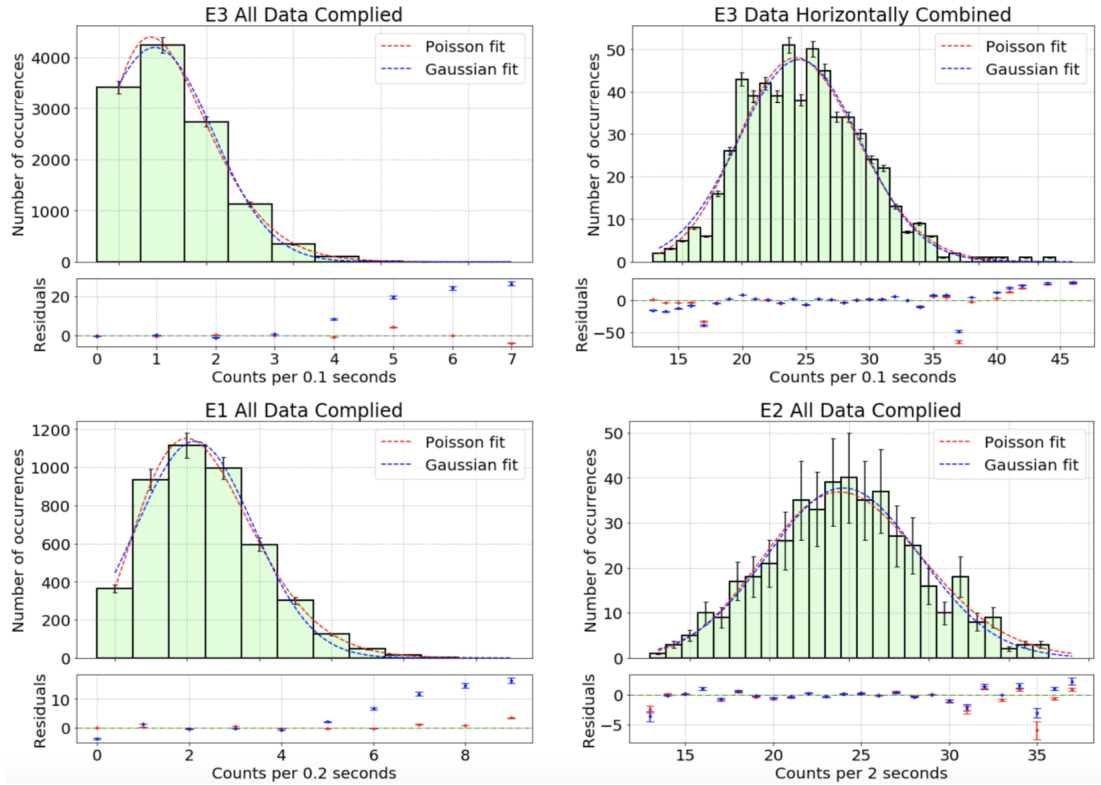 E3 All Data Complied
Number of occurrences
4000
3000
2000
1000
0
Poisson fit
Gaussian fit
Residuals
20
0
0 1 2 3 4 5 6 7
Counts per 0.1 seconds
E3 Data Horizontally Combined
Number of occurrences
50
40
30
20
10
0
Poisson fit
Gaussian fit
Residuals
0
−50
15 20 25 30 35 40 45
Counts per 0.1 seconds
E1 All Data Complied
Number of occurrences
1200
1000
800
600
400
200
0
Poisson fit
Gaussian fit
Residuals
10
0
0 2 4 6 8
Counts per 0.2 seconds
E2 All Data Complied
Number of occurrences
50
40
30
20
10
0
Poisson fit
Gaussian fit
Residuals
0
−5
15 20 25 30 35
Counts per 2 seconds